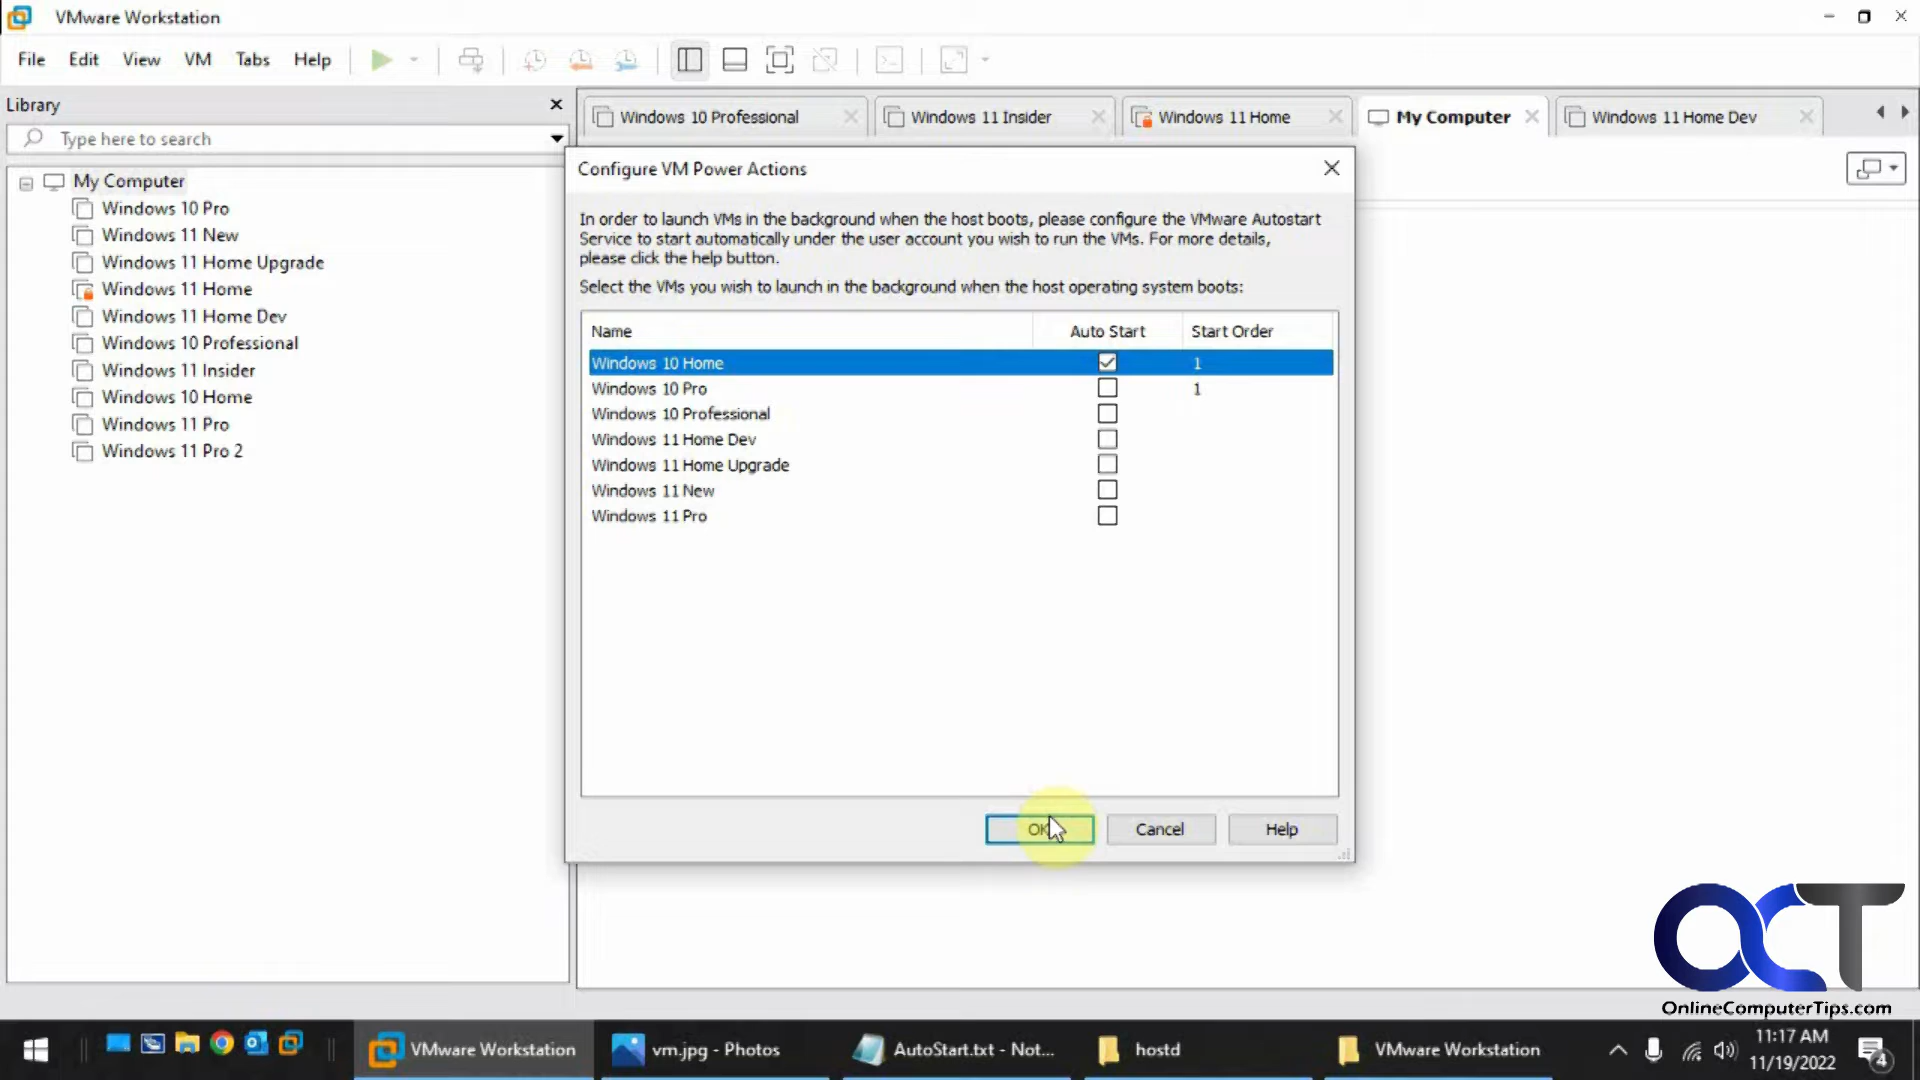 VMware Workstation
File Edit View VM Tabs Help
Library
Type here to search
My Computer
Windows 10 Pro
Windows 11 New
Windows 11 Home Upgrade
Windows 11 Home
Windows 11 Home Dev
Windows 10 Professional
Windows 11 Insider
Windows 10 Home
Windows 11 Pro
Windows 11 Pro 2
Windows 10 Professional Windows 11 Insider Windows 11 Home My Computer Windows 11 Home Dev
Configure VM Power Actions
In order to launch VMs in the background when the host boots, please configure the VMware Autostart
Service to start automatically under the user account you wish to run the VMs. For more details,
please click the help button.
Select the VMs you wish to launch in the background when the host operating system boots:
Name Auto Start Start Order
Windows 10 Home 1
Windows 10 Pro 1
Windows 10 Professional
Windows 11 Home Dev
Windows 11 Home Upgrade
Windows 11 New
Windows 11 Pro
OK Cancel Help
OCT
OnlineComputerTips.com
VMware Workstation vm.jpg - Photos AutoStart.txt - Not... hostd VMware Workstation
11:17 AM
11/19/2022
4